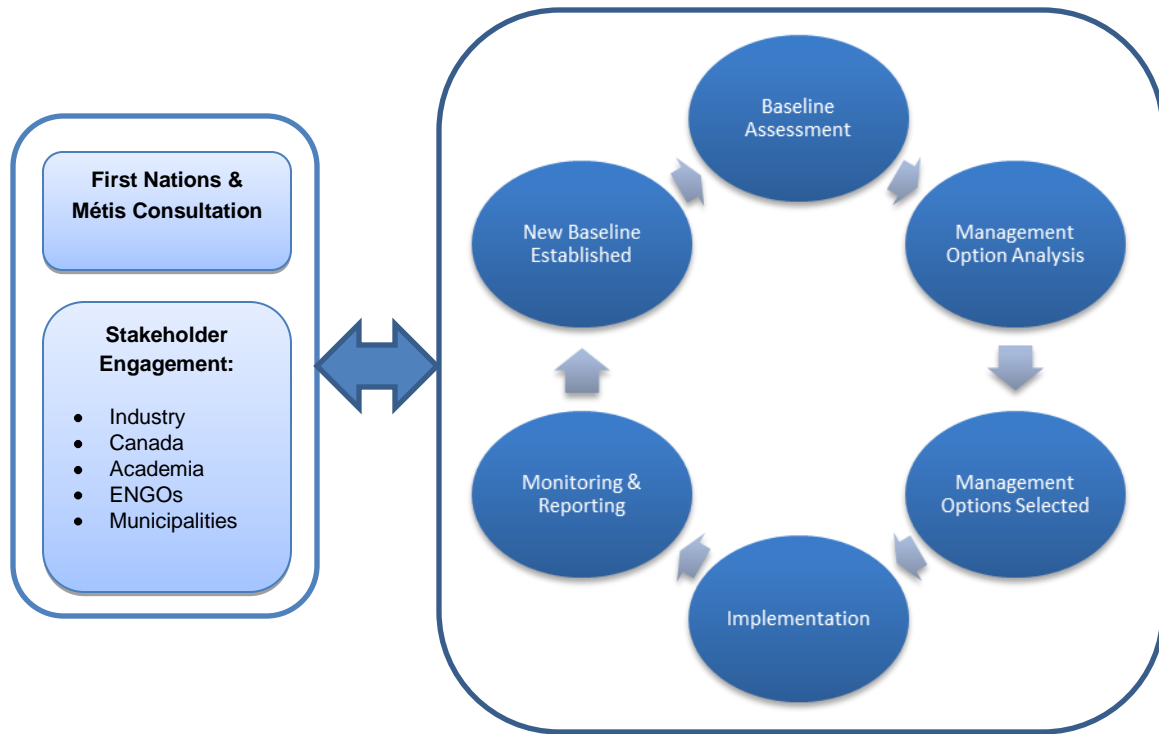 First Nations &
Métis Consultation
Stakeholder
Engagement:
• Industry
• Canada
• Academia
• ENGOs
• Municipalities
Baseline
Assessment
Management
Option Analysis
Management
Options Selected
Implementation
Monitoring &
Reporting
New Baseline
Established